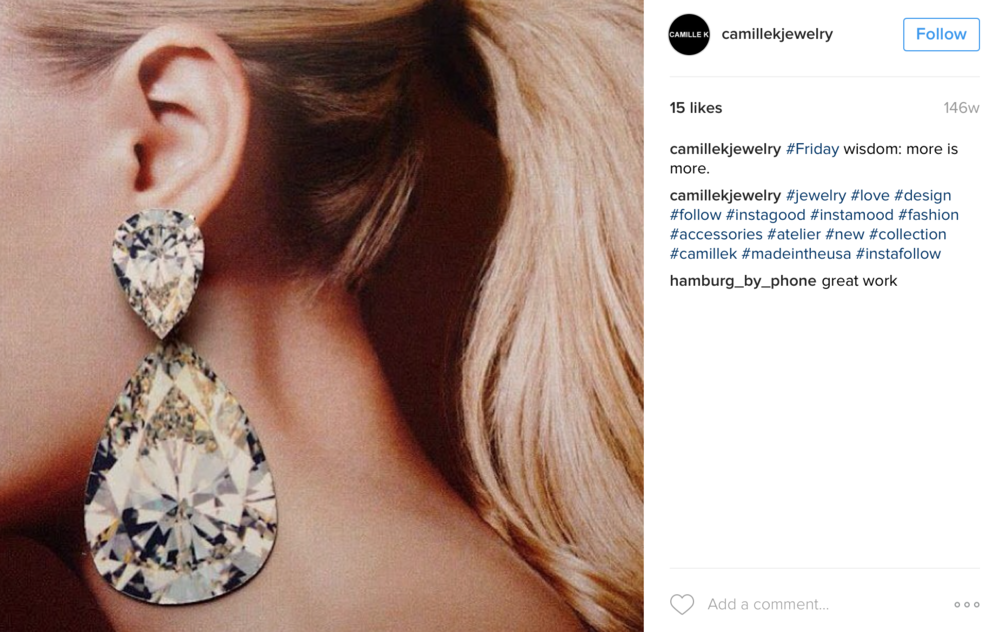 CAMILLE K
camillekjewelry
Follow
15 likes
146w
camillekjewelry #Friday wisdom: more is
more.
camillekjewelry #jewelry #love #design
#follow #instagood #instamood #fashion
#accessories #atelier #new #collection
#camillek #madeintheusa #instafollow
hamburg_by_phone great work
Add a comment...